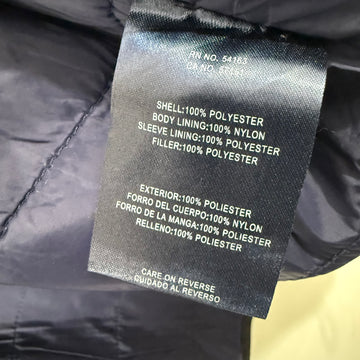 RN NO. 54163
SHELL:100% POLYESTER
BODY LINING:100% NYLON
SLEEVE LINING:100% POLYESTER
FILLER:100% POLYESTER
EXTERIOR:100% POLIESTER
FORRO DEL CUERPO:100% NYLON
FORRO DE LA MANGA:100% POLIESTER
RELLENO:100% POLIESTER
CARE ON REVERSE
CUIDADO AL REVERSO